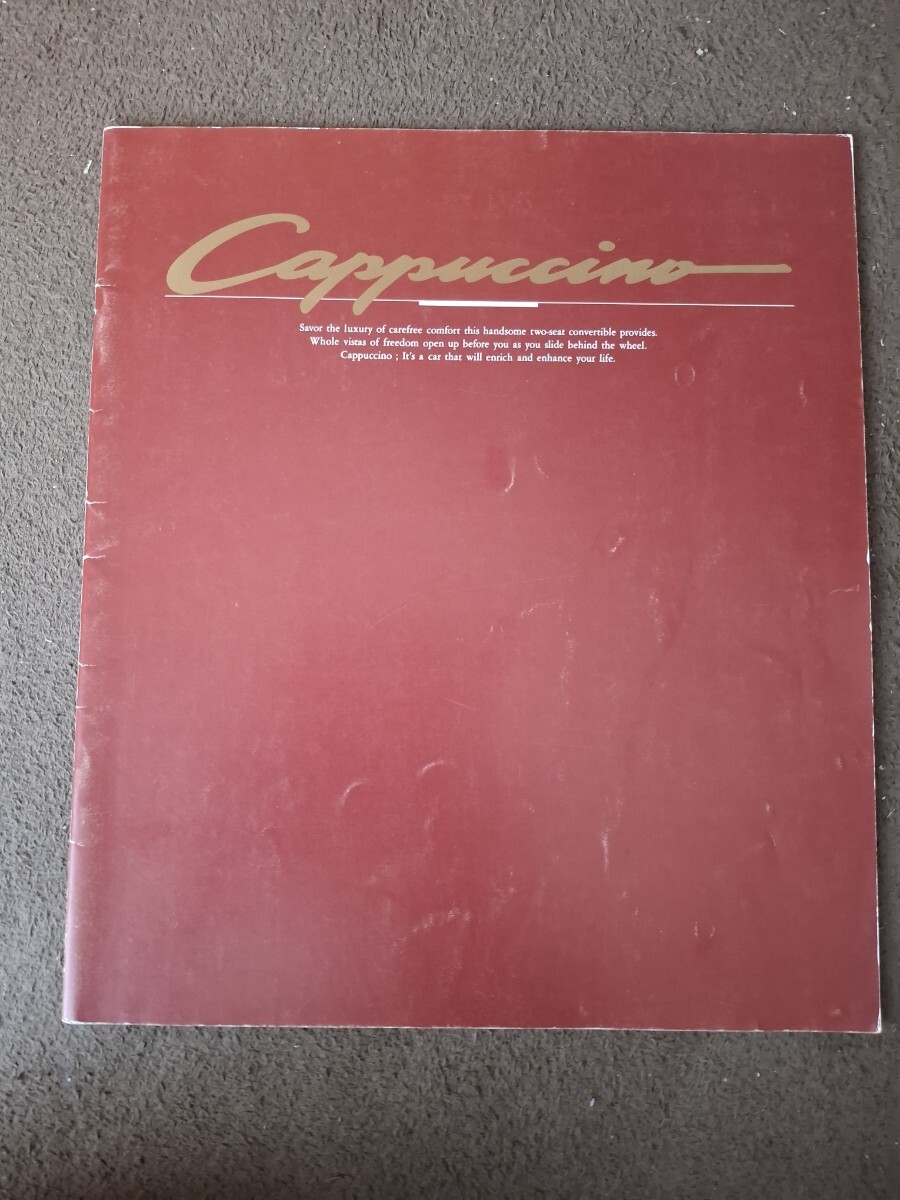 Cappuccino
Savor the luxury of carefree comfort this handsome two-seat convertible provides.
Whole vistas of freedom open up before you as you slide behind the wheel.
Cappuccino ; It's a car that will enrich and enhance your life.